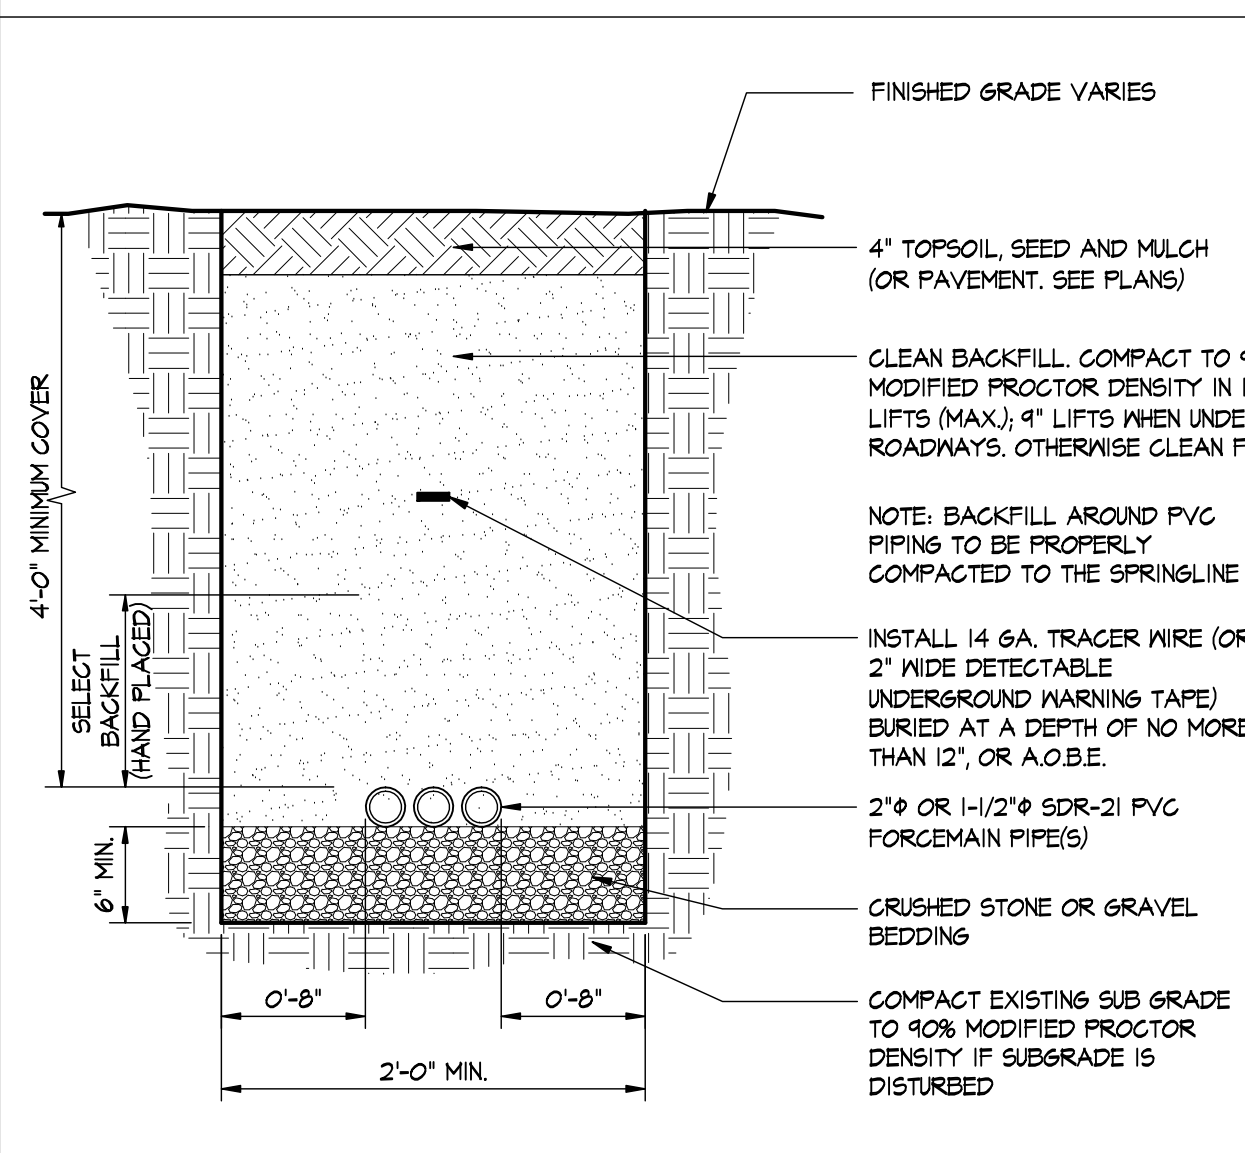 FINISHED GRADE VARIES
4" TOPSOIL, SEED AND MULCH
(OR PAVEMENT. SEE PLANS)
CLEAN BACKFILL. COMPACT TO
MODIFIED PROCTOR DENSITY IN
LIFTS (MAX.); 9" LIFTS WHEN
ROADWAYS. OTHERWISE CLEAN
NOTE: BACKFILL AROUND PVC
PIPING TO BE PROPERLY
COMPACTED TO THE SPRINGLINE
INSTALL 14 GA. TRACER WIRE (OR
2" WIDE DETECTABLE
UNDERGROUND WARNING TAPE)
BURIED AT A DEPTH OF NO MORE
THAN 12", OR A.O.B.E.
2"Φ OR 1-1/2"Φ SDR-21 PVC
FORCEMAIN PIPE(S)
CRUSHED STONE OR GRAVEL
BEDDING
COMPACT EXISTING SUB GRADE
TO 90% MODIFIED PROCTOR
DENSITY IF SUBGRADE IS
DISTURBED
4'-0" MINIMUM COVER
SELECT
BACKFILL
(HAND PLACED)
6" MIN.
0'-8"
0'-8"
2'-0" MIN.